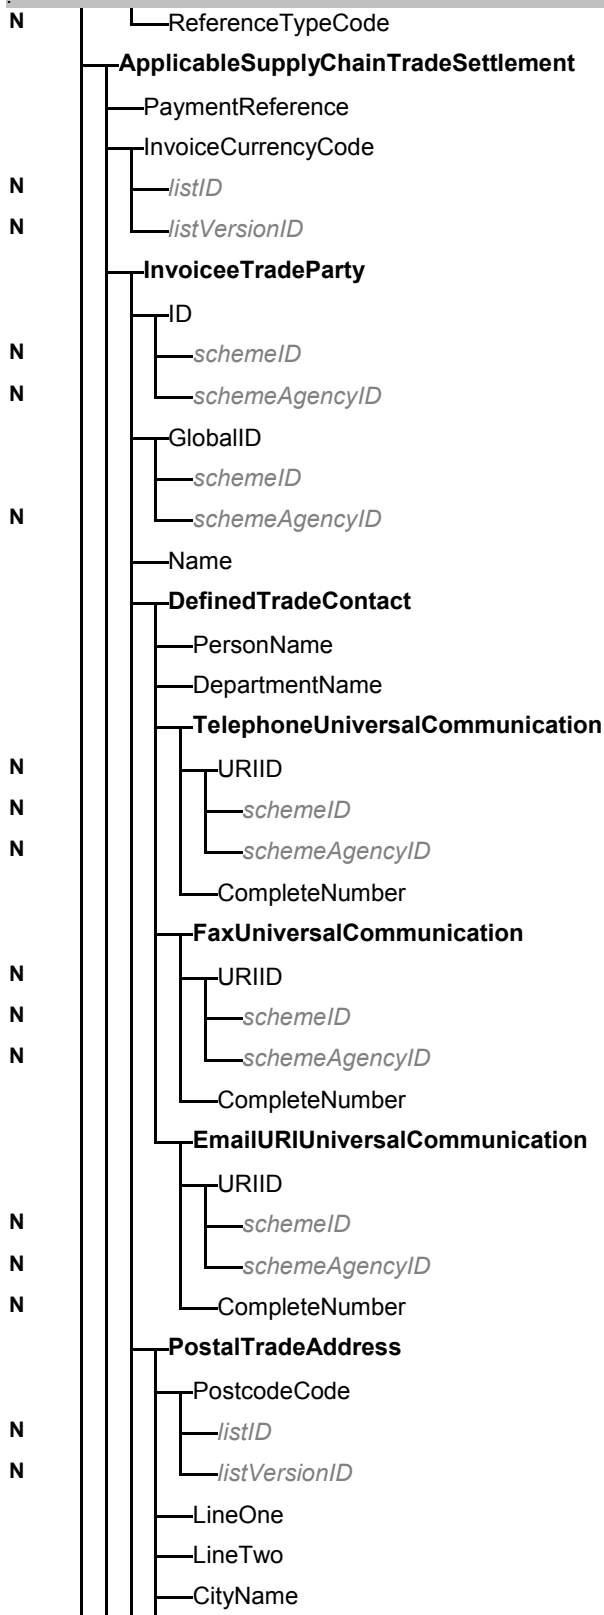 N ReferenceTypeCode
ApplicableSupplyChainTradeSettlement
PaymentReference
InvoiceCurrencyCode
N listID
N listVersionID
InvoiceeTradeParty
ID
N schemeID
N schemeAgencyID
GlobalID
schemeID
N schemeAgencyID
Name
DefinedTradeContact
PersonName
DepartmentName
TelephoneUniversalCommunication
N URIID
N schemeID
N schemeAgencyID
CompleteNumber
FaxUniversalCommunication
N URIID
N schemeID
N schemeAgencyID
CompleteNumber
EmailURIUniversalCommunication
URIID
N schemeID
N schemeAgencyID
N CompleteNumber
PostalTradeAddress
PostcodeCode
N listID
N listVersionID
LineOne
LineTwo
CityName